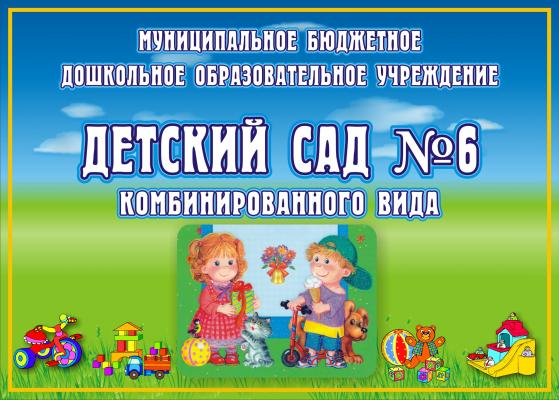 МУНИЦИПАЛЬНОЕ БЮДЖЕТНОЕ
ДОШКОЛЬНОЕ ОБРАЗОВАТЕЛЬНОЕ УЧРЕЖДЕНИЕ
ДЕТСКИЙ САД №6
КОМБИНИРОВАННОГО ВИДА